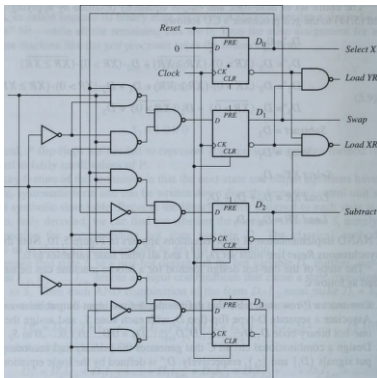 Reset
PRE
D₀
0
D
Select X
Clock
CK
CLR
Load YR
PRE
D₁
D
Swap
CK
CLR
Load XR
PRE
D₂
D
Subtract
CK
CLR
PRE
D₃
D
CK
CLR